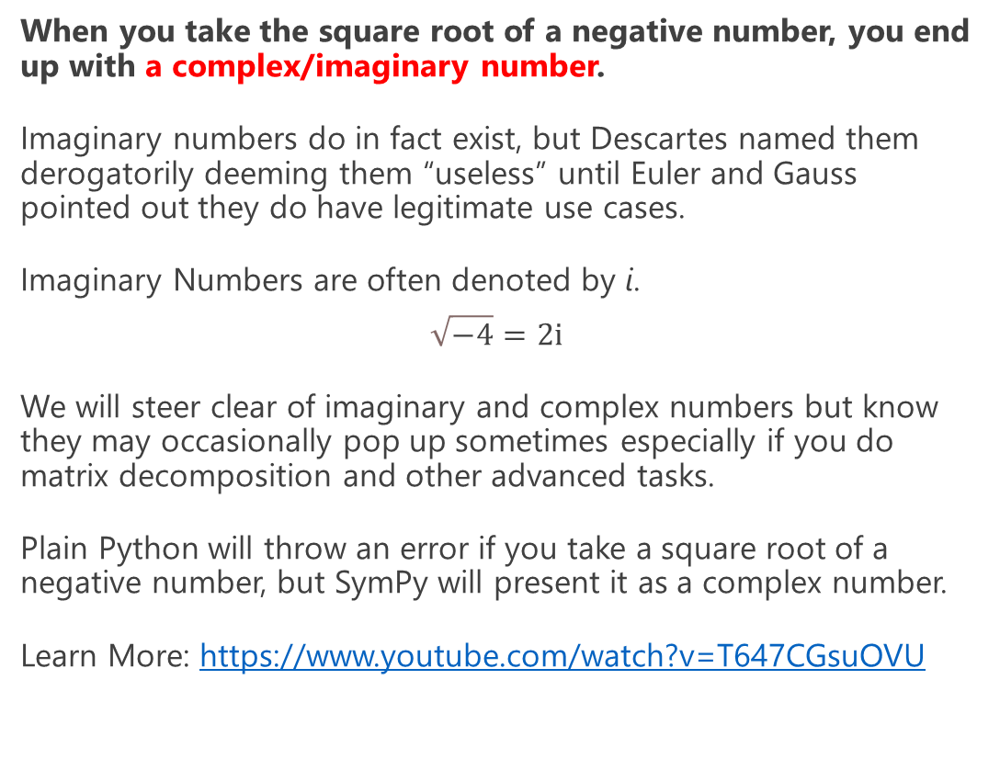 When you take the square root of a negative number, you end
up with a complex/imaginary number.
Imaginary numbers do in fact exist, but Descartes named them
derogatorily deeming them “useless” until Euler and Gauss
pointed out they do have legitimate use cases.
Imaginary Numbers are often denoted by i.
√−4 = 2i
We will steer clear of imaginary and complex numbers but know
they may occasionally pop up sometimes especially if you do
matrix decomposition and other advanced tasks.
Plain Python will throw an error if you take a square root of a
negative number, but SymPy will present it as a complex number.
Learn More: https://www.youtube.com/watch?v=T647CGsuOVU